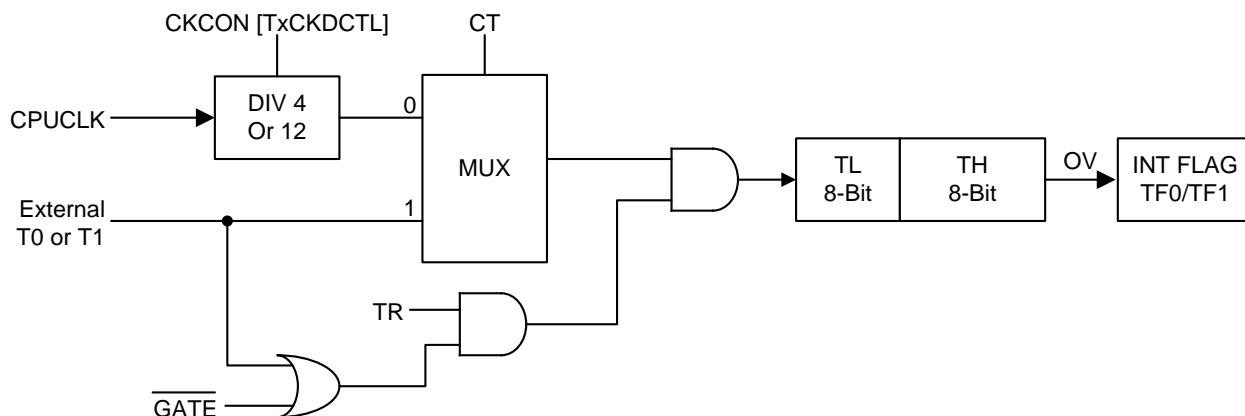 CKCON [TxCKDCTL]
CT
CPUCLK
DIV 4
Or 12
0
MUX
TL
8-Bit
TH
8-Bit
OV
INT FLAG
TF0/TF1
External
T0 or T1
1
TR
GATE